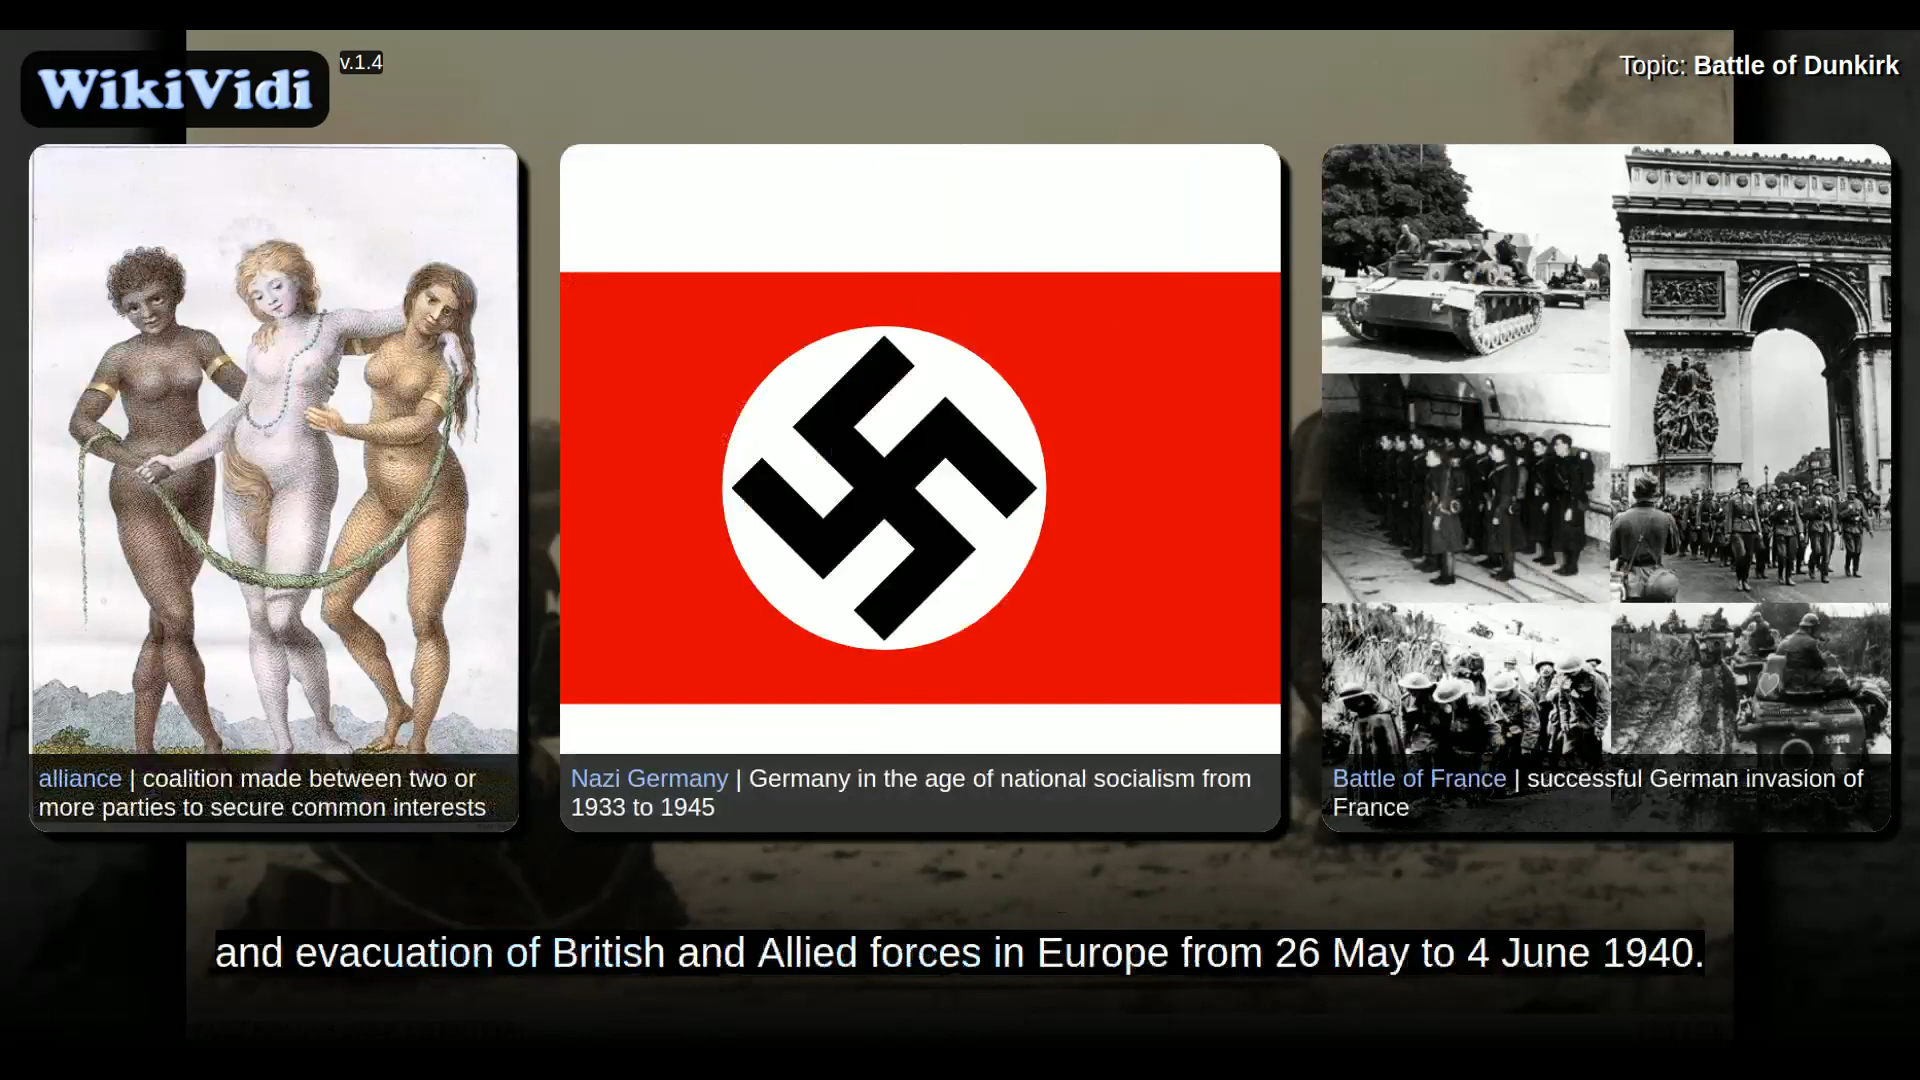 WikiVidi
v.1.4
Topic: Battle of Dunkirk
alliance | coalition made between two or
more parties to secure common interests
Nazi Germany | Germany in the age of national socialism from
1933 to 1945
Battle of France | successful German invasion of
France
and evacuation of British and Allied forces in Europe from 26 May to 4 June 1940.